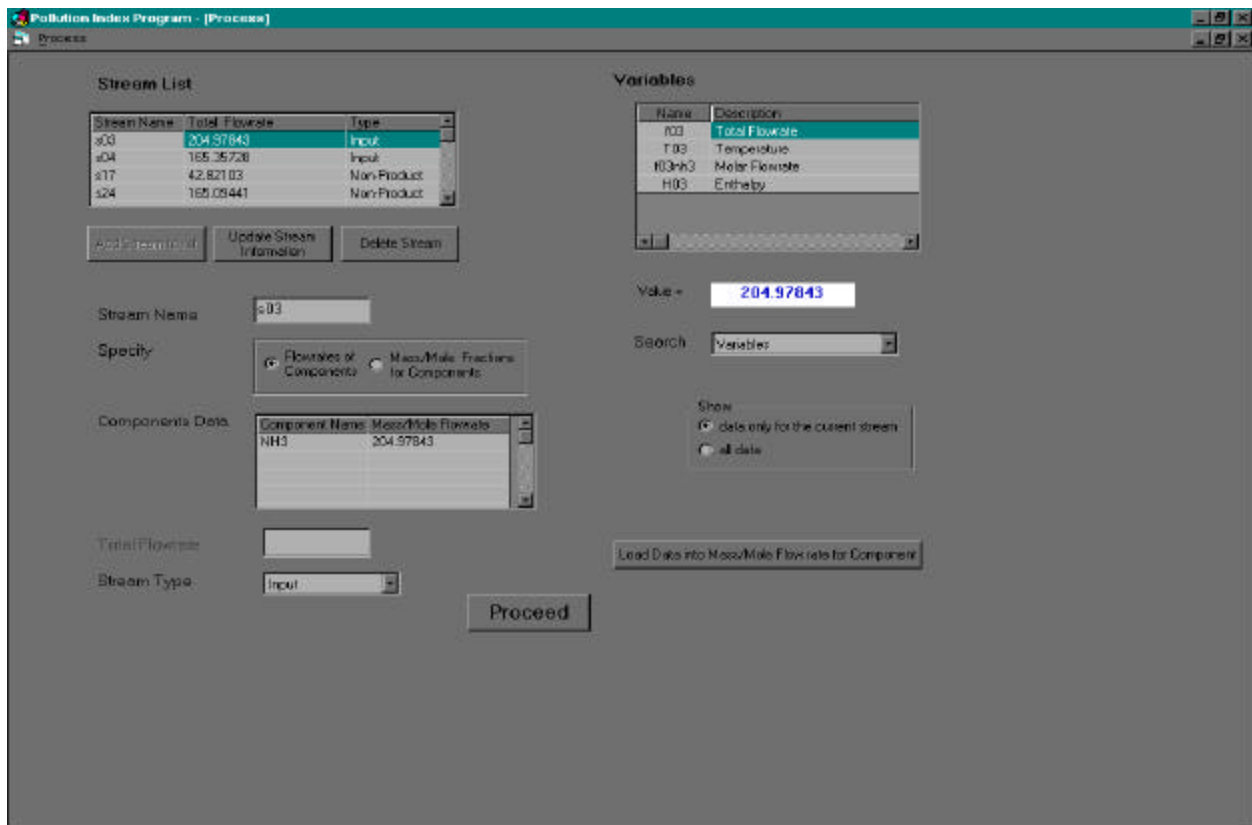 Pollution Index Program - [Process]
Process
Stream List
Stream Name Total Flowrate Type
s03 204.97843 Input
s04 165.35728 Input
s17 42.82103 Non-Product
s24 165.09441 Non-Product
Update Stream
Information
Delete Stream
Stream Name
s03
Specify
Flowrates of
Components
Mass/Mole Fractions
for Components
Components Data
Component Name Mass/Mole Flowrate
NH3 204.97843
Total Flowrate
Stream Type
Input
Proceed
Variables
Name Description
f03 Total Flowrate
T03 Temperature
f03nh3 Molar Flowrate
H03 Enthalpy
Value =
204.97843
Search
Variables
Show
data only for the current stream
all data
Load Data into Mass/Mole Flow rate for Component